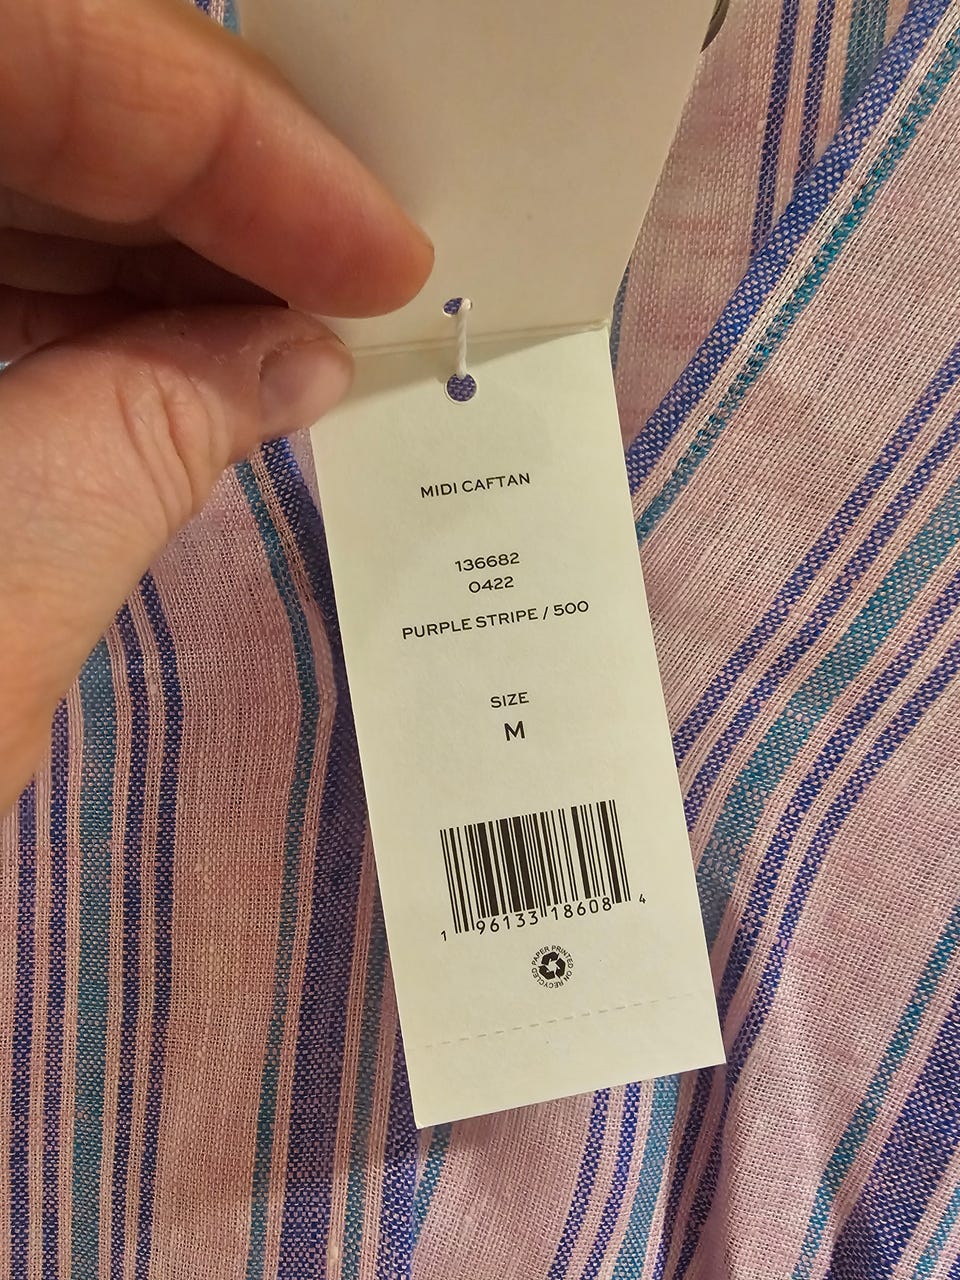 MIDI CAFTAN
136682
0422
PURPLE STRIPE / 500
SIZE
M
1 96133 18608 4
PRINTED ON RECYCLED PAPER